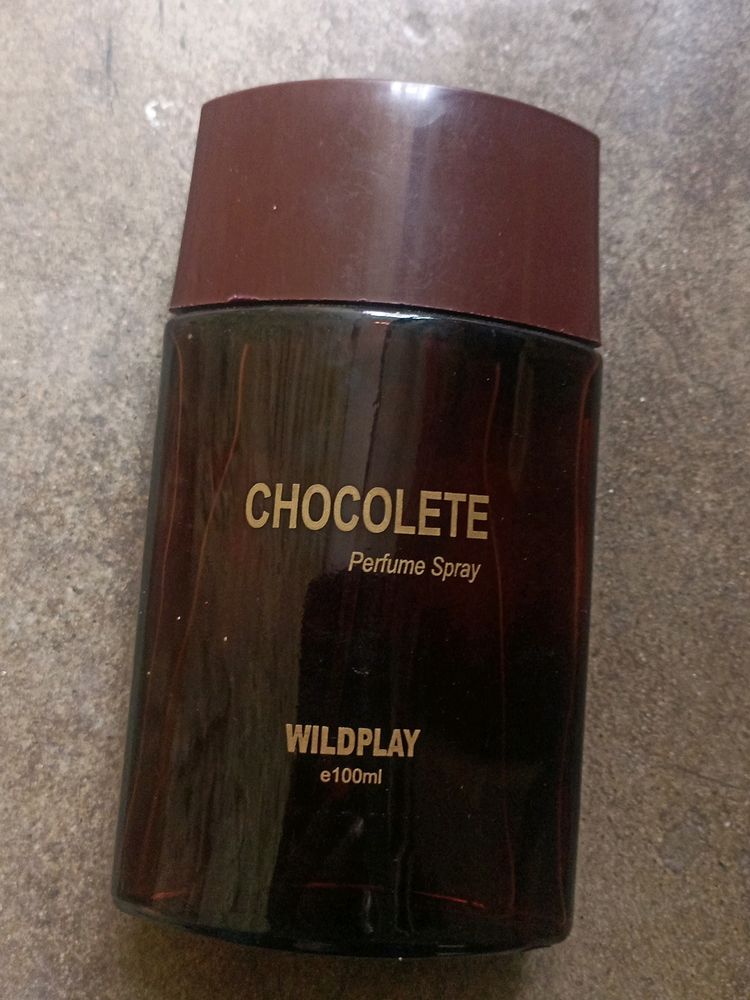 CHOCOLETE
Perfume Spray
WILDPLAY
e100ml